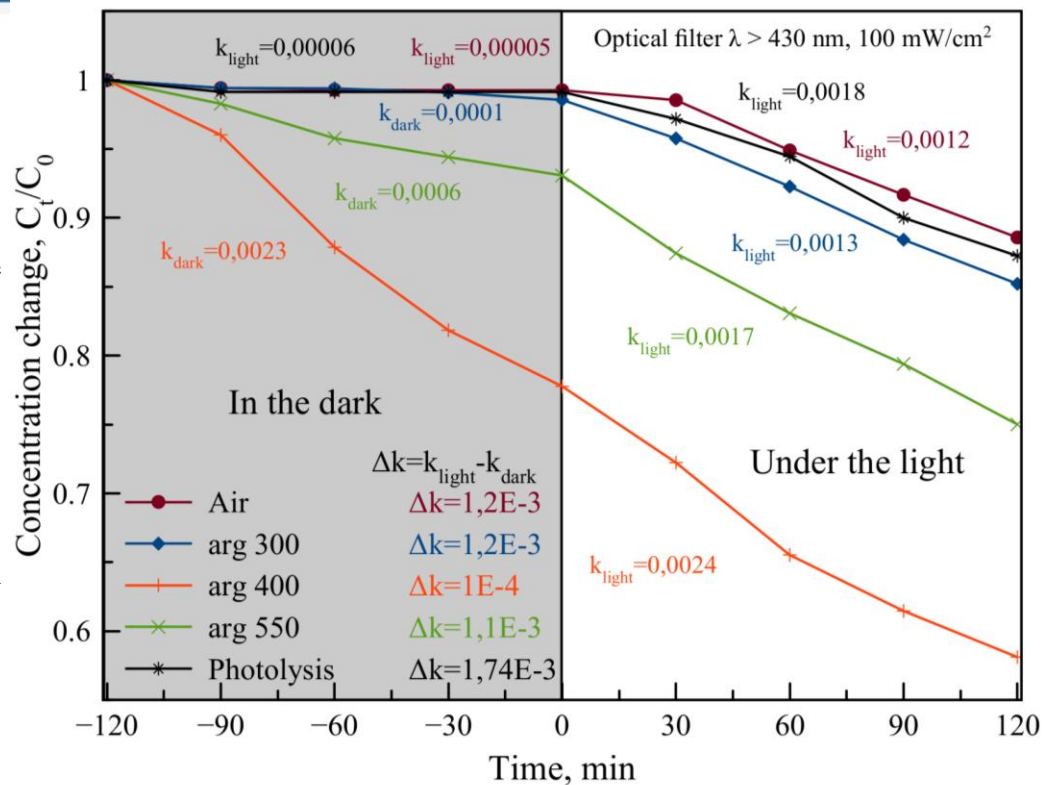 Optical filter λ > 430 nm, 100 mW/cm²
k_light=0,00006
k_light=0,00005
k_dark=0,0001
k_dark=0,0006
k_dark=0,0023
k_light=0,0018
k_light=0,0012
k_light=0,0013
k_light=0,0017
k_light=0,0024
In the dark
Under the light
Δk=k_light-k_dark
Air Δk=1,2E-3
arg 300 Δk=1,2E-3
arg 400 Δk=1E-4
arg 550 Δk=1,1E-3
Photolysis Δk=1,74E-3
Concentration change, C_t/C_0
1
0.9
0.8
0.7
0.6
−120 −90 −60 −30 0 30 60 90 120
Time, min